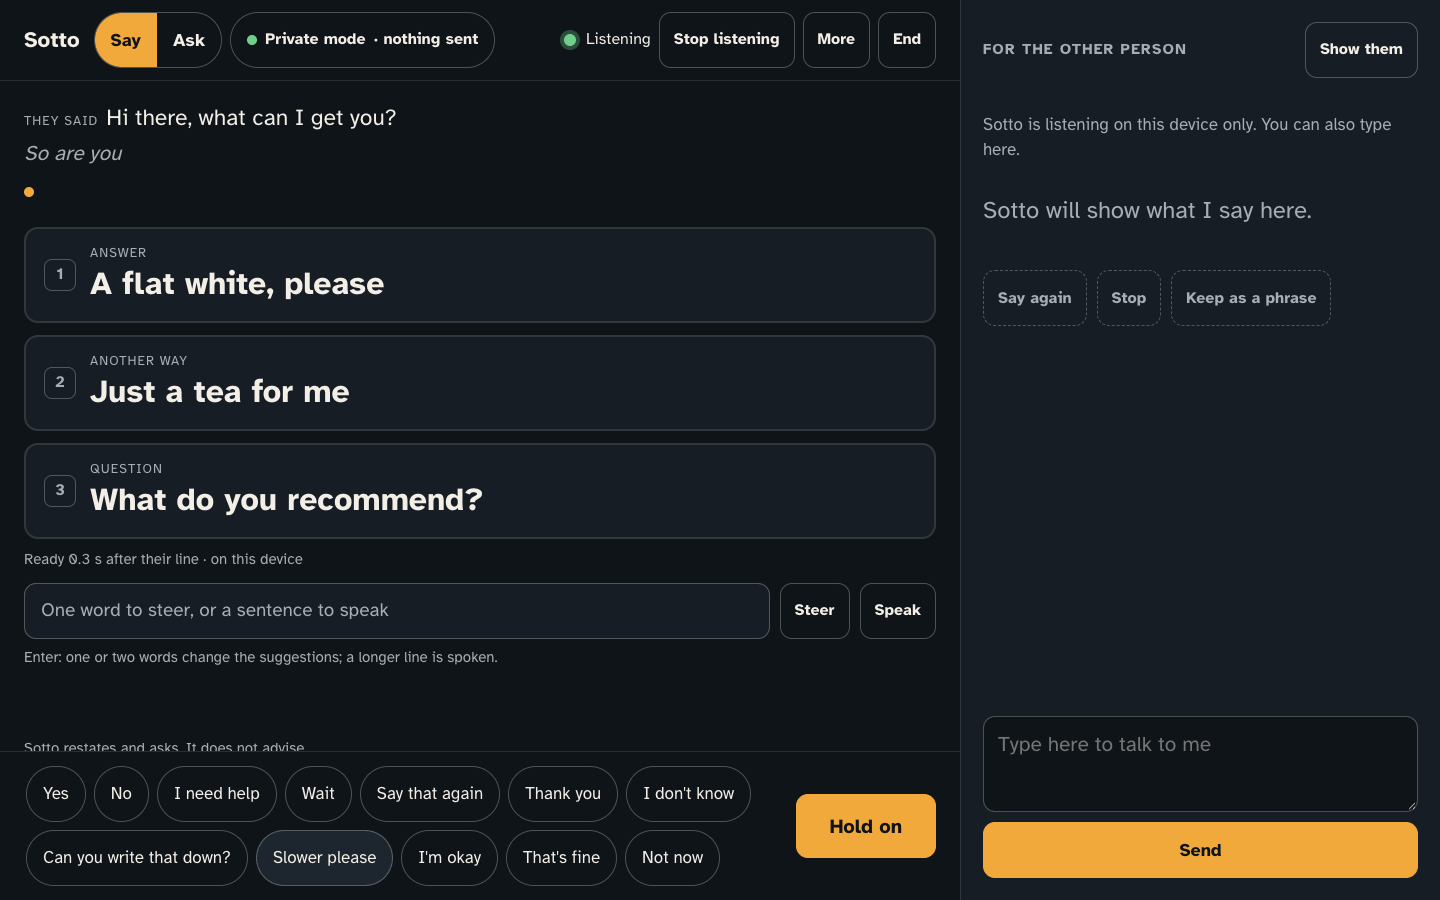 Sotto Say Ask Private mode · nothing sent Listening Stop listening More End
THEY SAID Hi there, what can I get you?
So are you
1 ANSWER
A flat white, please
2 ANOTHER WAY
Just a tea for me
3 QUESTION
What do you recommend?
Ready 0.3 s after their line · on this device
One word to steer, or a sentence to speak Steer Speak
Enter: one or two words change the suggestions; a longer line is spoken.
Sotto restates and asks. It does not advise.
Yes No I need help Wait Say that again Thank you I don't know
Can you write that down? Slower please I'm okay That's fine Not now
Hold on
FOR THE OTHER PERSON Show them
Sotto is listening on this device only. You can also type
here.
Sotto will show what I say here.
Say again Stop Keep as a phrase
Type here to talk to me
Send